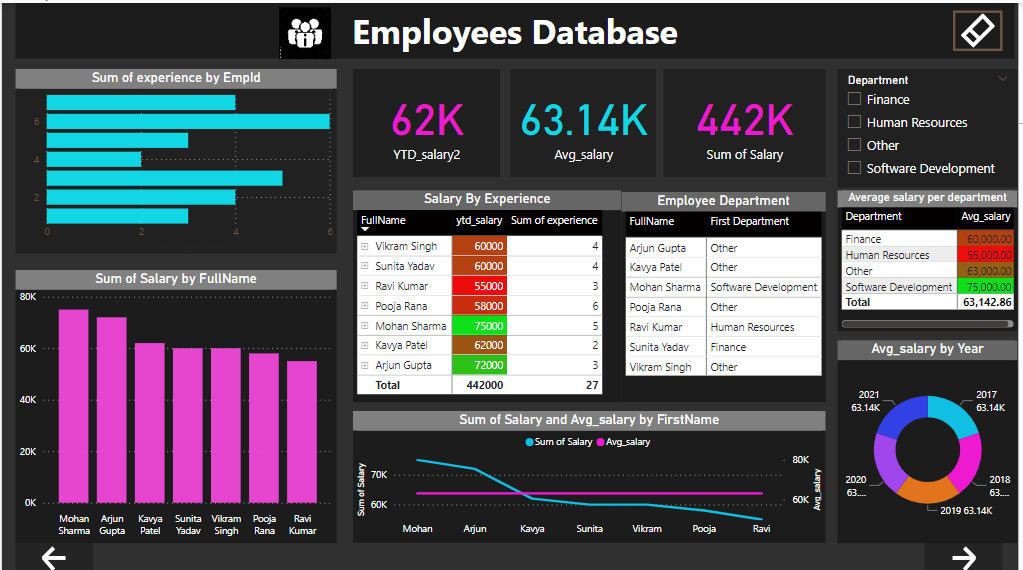 Employees Database
Sum of experience by EmpId
6
4
2
0 2 4 6
62K
YTD_salary2
63.14K
Avg_salary
442K
Sum of Salary
Department
Finance
Human Resources
Other
Software Development
Salary By Experience
FullName ytd_salary Sum of experience
Vikram Singh 60000 4
Sunita Yadav 60000 4
Ravi Kumar 55000 3
Pooja Rana 58000 6
Mohan Sharma 75000 5
Kavya Patel 62000 2
Arjun Gupta 72000 3
Total 442000 27
Employee Department
FullName First Department
Arjun Gupta Other
Kavya Patel Other
Mohan Sharma Software Development
Pooja Rana Other
Ravi Kumar Human Resources
Sunita Yadav Finance
Vikram Singh Other
Average salary per department
Department Avg_salary
Finance 60,000.00
Human Resources 55,000.00
Other 63,000.00
Software Development 75,000.00
Total 63,142.86
Sum of Salary by FullName
80K
60K
40K
20K
0K
Mohan Sharma
Arjun Gupta
Kavya Patel
Sunita Yadav
Vikram Singh
Pooja Rana
Ravi Kumar
Sum of Salary and Avg_salary by FirstName
Sum of Salary Avg_salary
Sum of Salary
70K
60K
80K
60K
Avg_salary
Mohan Arjun Kavya Sunita Vikram Pooja Ravi
Avg_salary by Year
2021
63.14K
2017
63.14K
2020
63....
2018
63....
2019 63.14K